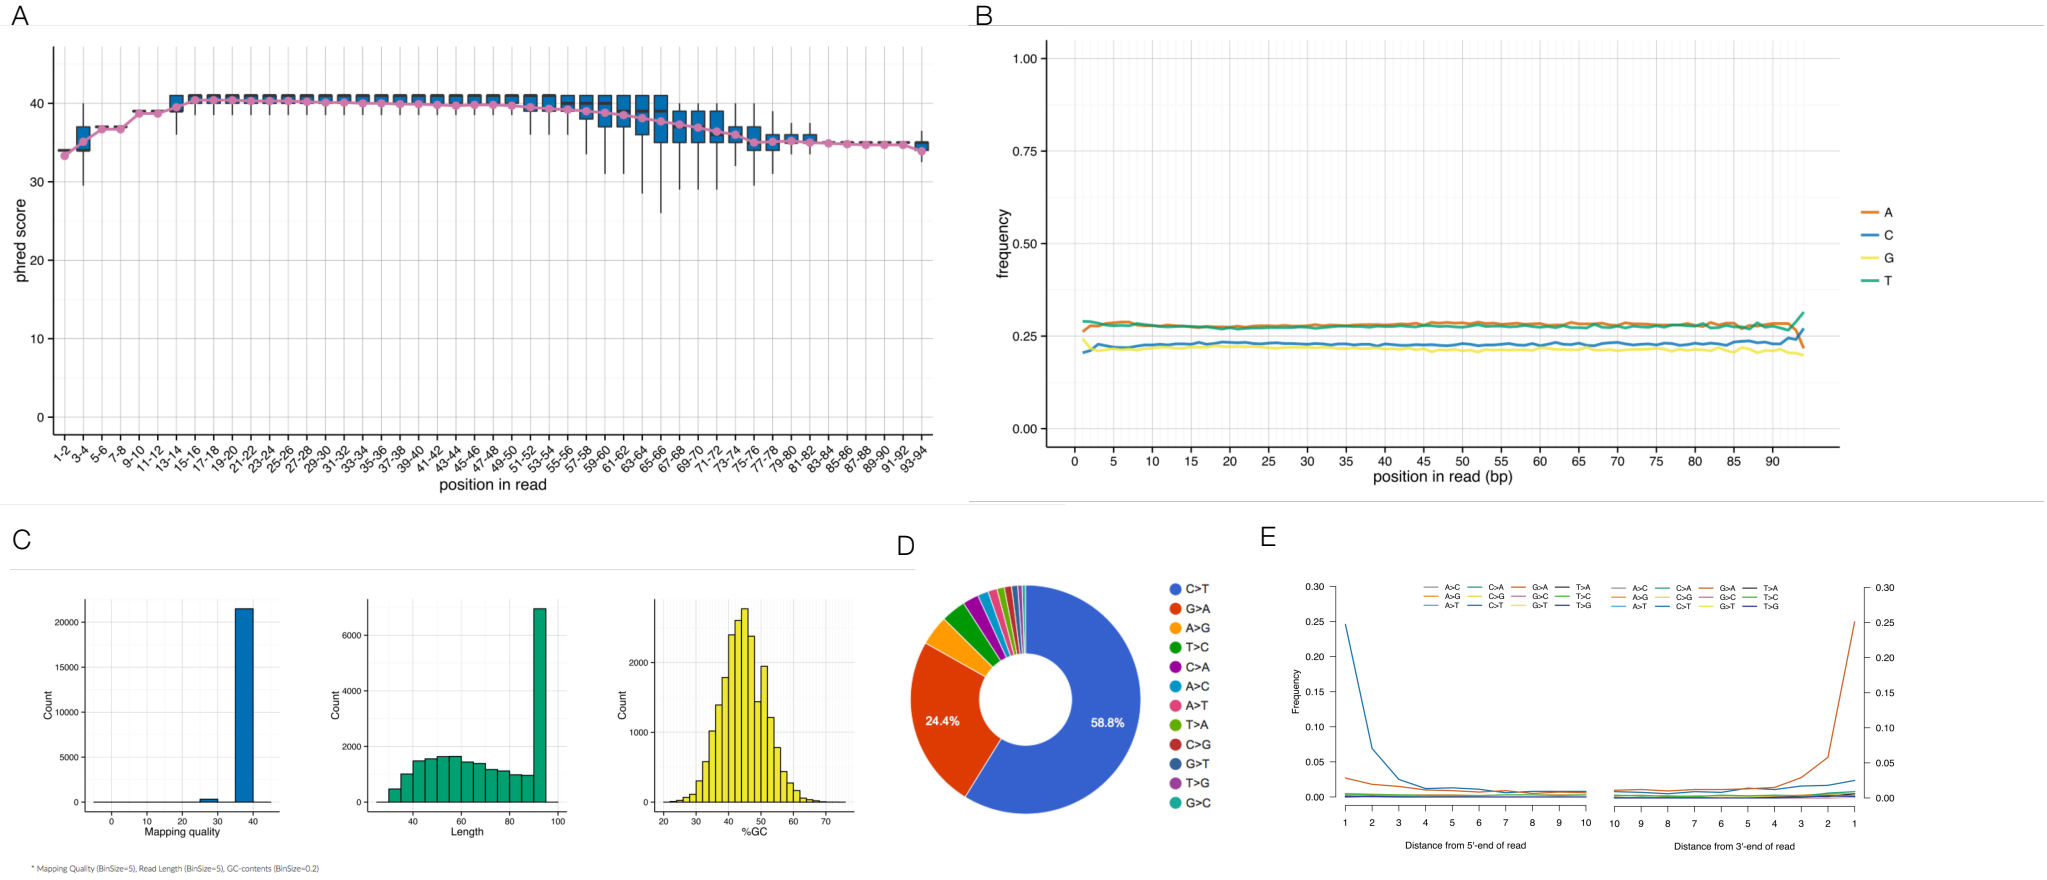 A
B
phred score
40
30
20
10
0
1-2 3-4 5-6 7-8 9-10 11-12 13-14 15-16 17-18 19-20 21-22 23-24 25-26 27-28 29-30 31-32 33-34 35-36 37-38 39-40 41-42 43-44 45-46 47-48 49-50 51-52 53-54 55-56 57-58 59-60 61-62 63-64 65-66 67-68 69-70 71-72 73-74 75-76 77-78 79-80 81-82 83-84 85-86 87-88 89-90 91-92 93-94
position in read
frequency
1.00
0.75
0.50
0.25
0.00
0 5 10 15 20 25 30 35 40 45 50 55 60 65 70 75 80 85 90
position in read (bp)
A
C
G
T
C
Count
20000
15000
10000
5000
0
0 10 20 30 40
Mapping quality
Count
6000
4000
2000
0
40 60 80 100
Length
Count
2000
1000
0
20 30 40 50 60 70
%GC
* Mapping Quality (BinSize=5), Read Length (BinSize=5), GC-contents (BinSize=0.2)
D
24.4%
58.8%
C>T
G>A
A>G
T>C
C>A
A>C
A>T
T>A
C>G
G>T
T>G
G>C
E
Frequency
0.30
0.25
0.20
0.15
0.10
0.05
0.00
A>C C>A G>A T>A
A>G C>G G>C T>C
A>T C>T G>T T>G
1 2 3 4 5 6 7 8 9 10
Distance from 5'-end of read
A>C C>A G>A T>A
A>G C>G G>C T>C
A>T C>T G>T T>G
0.30
0.25
0.20
0.15
0.10
0.05
0.00
10 9 8 7 6 5 4 3 2 1
Distance from 3'-end of read